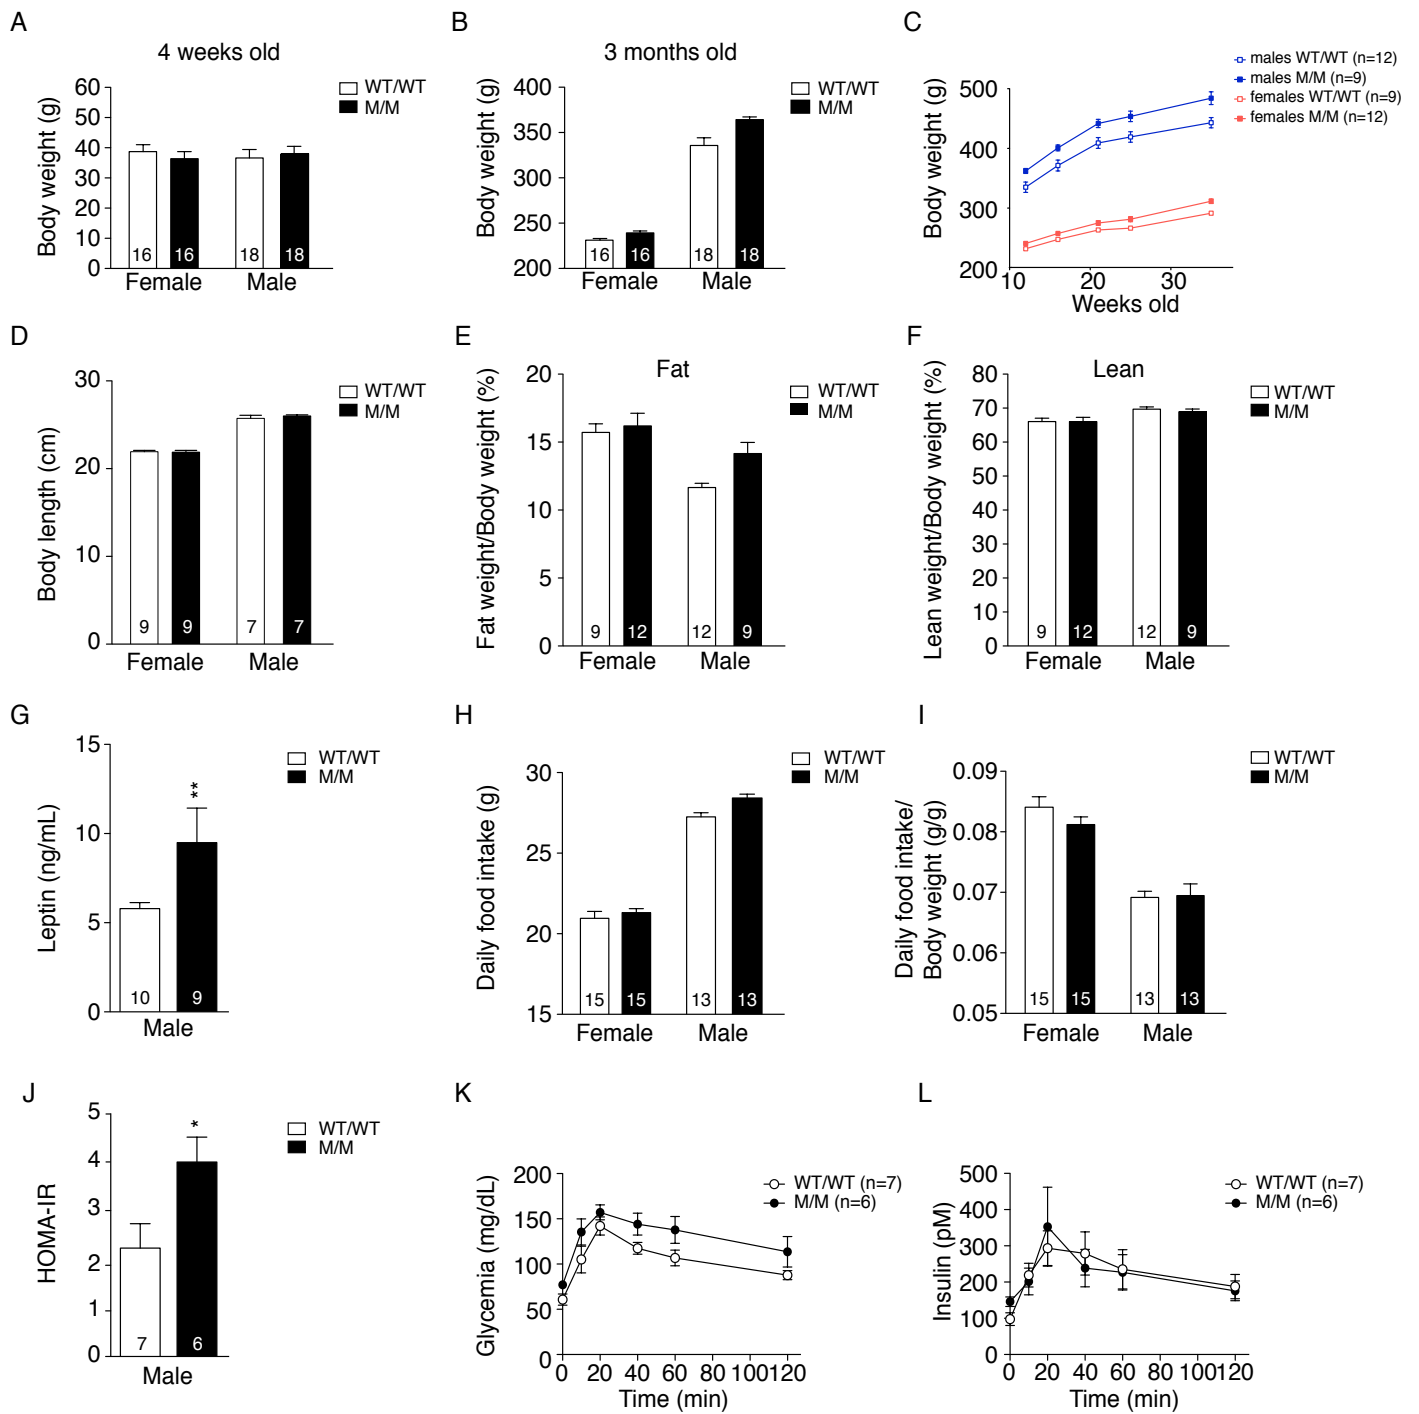 A
4 weeks old
Body weight (g)
60
50
40
30
20
10
0
16
16
18
18
Female
Male
WT/WT
M/M
B
3 months old
Body weight (g)
400
350
300
250
200
16
16
18
18
Female
Male
WT/WT
M/M
C
Body weight (g)
500
400
300
200
10
20
30
Weeks old
males WT/WT (n=12)
males M/M (n=9)
females WT/WT (n=9)
females M/M (n=12)
D
Body length (cm)
30
20
10
0
9
9
7
7
Female
Male
WT/WT
M/M
E
Fat
Fat weight/Body weight (%)
20
15
10
5
0
9
12
12
9
Female
Male
WT/WT
M/M
F
Lean
Lean weight/Body weight (%)
80
70
60
50
40
30
20
10
0
9
12
12
9
Female
Male
WT/WT
M/M
G
Leptin (ng/mL)
15
10
5
0
**
10
9
Male
WT/WT
M/M
H
Daily food intake (g)
30
25
20
15
15
15
13
13
Female
Male
WT/WT
M/M
I
Daily food intake/
Body weight (g/g)
0.09
0.08
0.07
0.06
0.05
15
15
13
13
Female
Male
WT/WT
M/M
J
HOMA-IR
5
4
3
2
1
0
*
7
6
Male
WT/WT
M/M
K
Glycemia (mg/dL)
200
150
100
50
0
0 20 40 60 80 100 120
Time (min)
WT/WT (n=7)
M/M (n=6)
L
Insulin (pM)
500
400
300
200
100
0
0 20 40 60 80 100 120
Time (min)
WT/WT (n=7)
M/M (n=6)